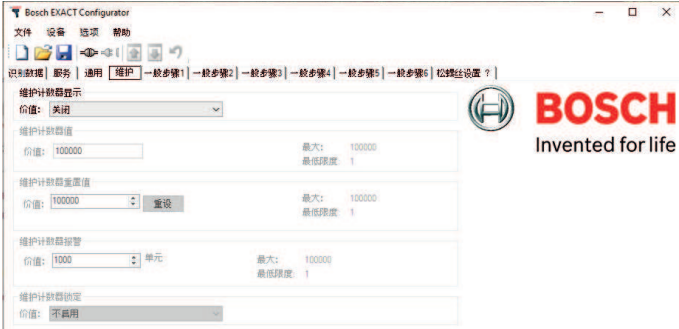 Bosch EXACT Configurator
文件 设备 选项 帮助
识别数据 服务 通用 维护 一般步骤1 一般步骤2 一般步骤3 一般步骤4 一般步骤5 一般步骤6 松螺丝设置 ?
维护计数器显示
价值: 关闭
BOSCH
Invented for life
维护计数器值
价值: 100000 最大: 100000
最低限度 1
维护计数器重置值
价值: 100000 重设 最大: 100000
最低限度 1
维护计数器报警
价值: 1000 单元 最大: 100000
最低限度 1
维护计数器锁定
价值: 不启用